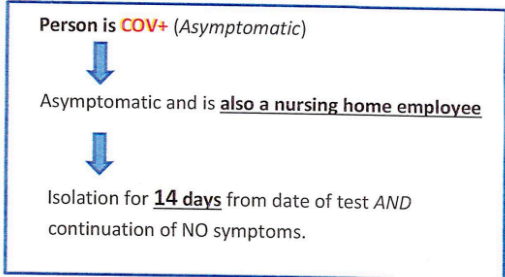 Person is COV+ (Asymptomatic)
Asymptomatic and is also a nursing home employee
Isolation for 14 days from date of test AND
continuation of NO symptoms.